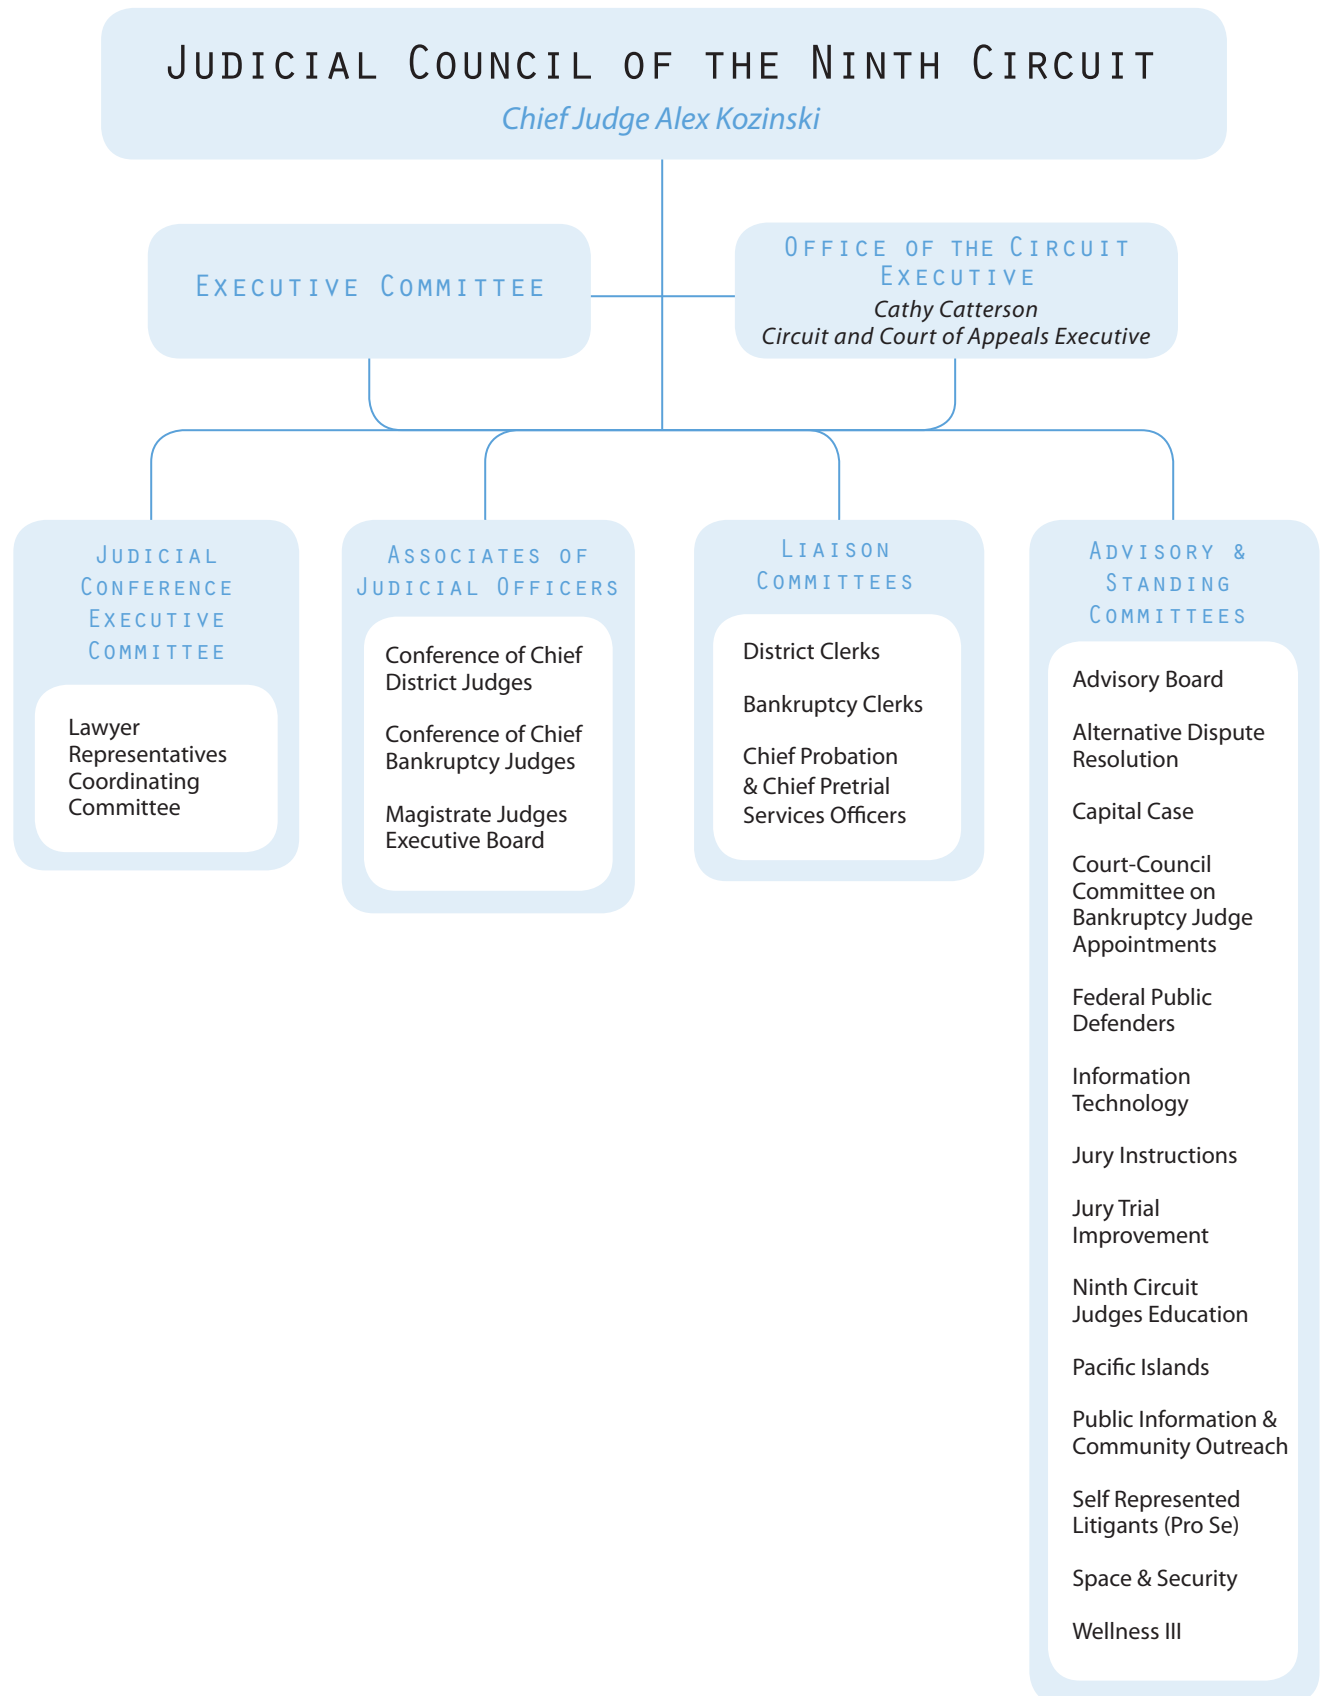 JUDICIAL COUNCIL OF THE NINTH CIRCUIT
Chief Judge Alex Kozinski
EXECUTIVE COMMITTEE
OFFICE OF THE CIRCUIT
EXECUTIVE
Cathy Catterson
Circuit and Court of Appeals Executive
JUDICIAL
CONFERENCE
EXECUTIVE
COMMITTEE
Lawyer
Representatives
Coordinating
Committee
ASSOCIATES OF
JUDICIAL OFFICERS
Conference of Chief
District Judges
Conference of Chief
Bankruptcy Judges
Magistrate Judges
Executive Board
LIAISON
COMMITTEES
District Clerks
Bankruptcy Clerks
Chief Probation
& Chief Pretrial
Services Officers
ADVISORY &
STANDING
COMMITTEES
Advisory Board
Alternative Dispute
Resolution
Capital Case
Court-Council
Committee on
Bankruptcy Judge
Appointments
Federal Public
Defenders
Information
Technology
Jury Instructions
Jury Trial
Improvement
Ninth Circuit
Judges Education
Pacific Islands
Public Information &
Community Outreach
Self Represented
Litigants (Pro Se)
Space & Security
Wellness III